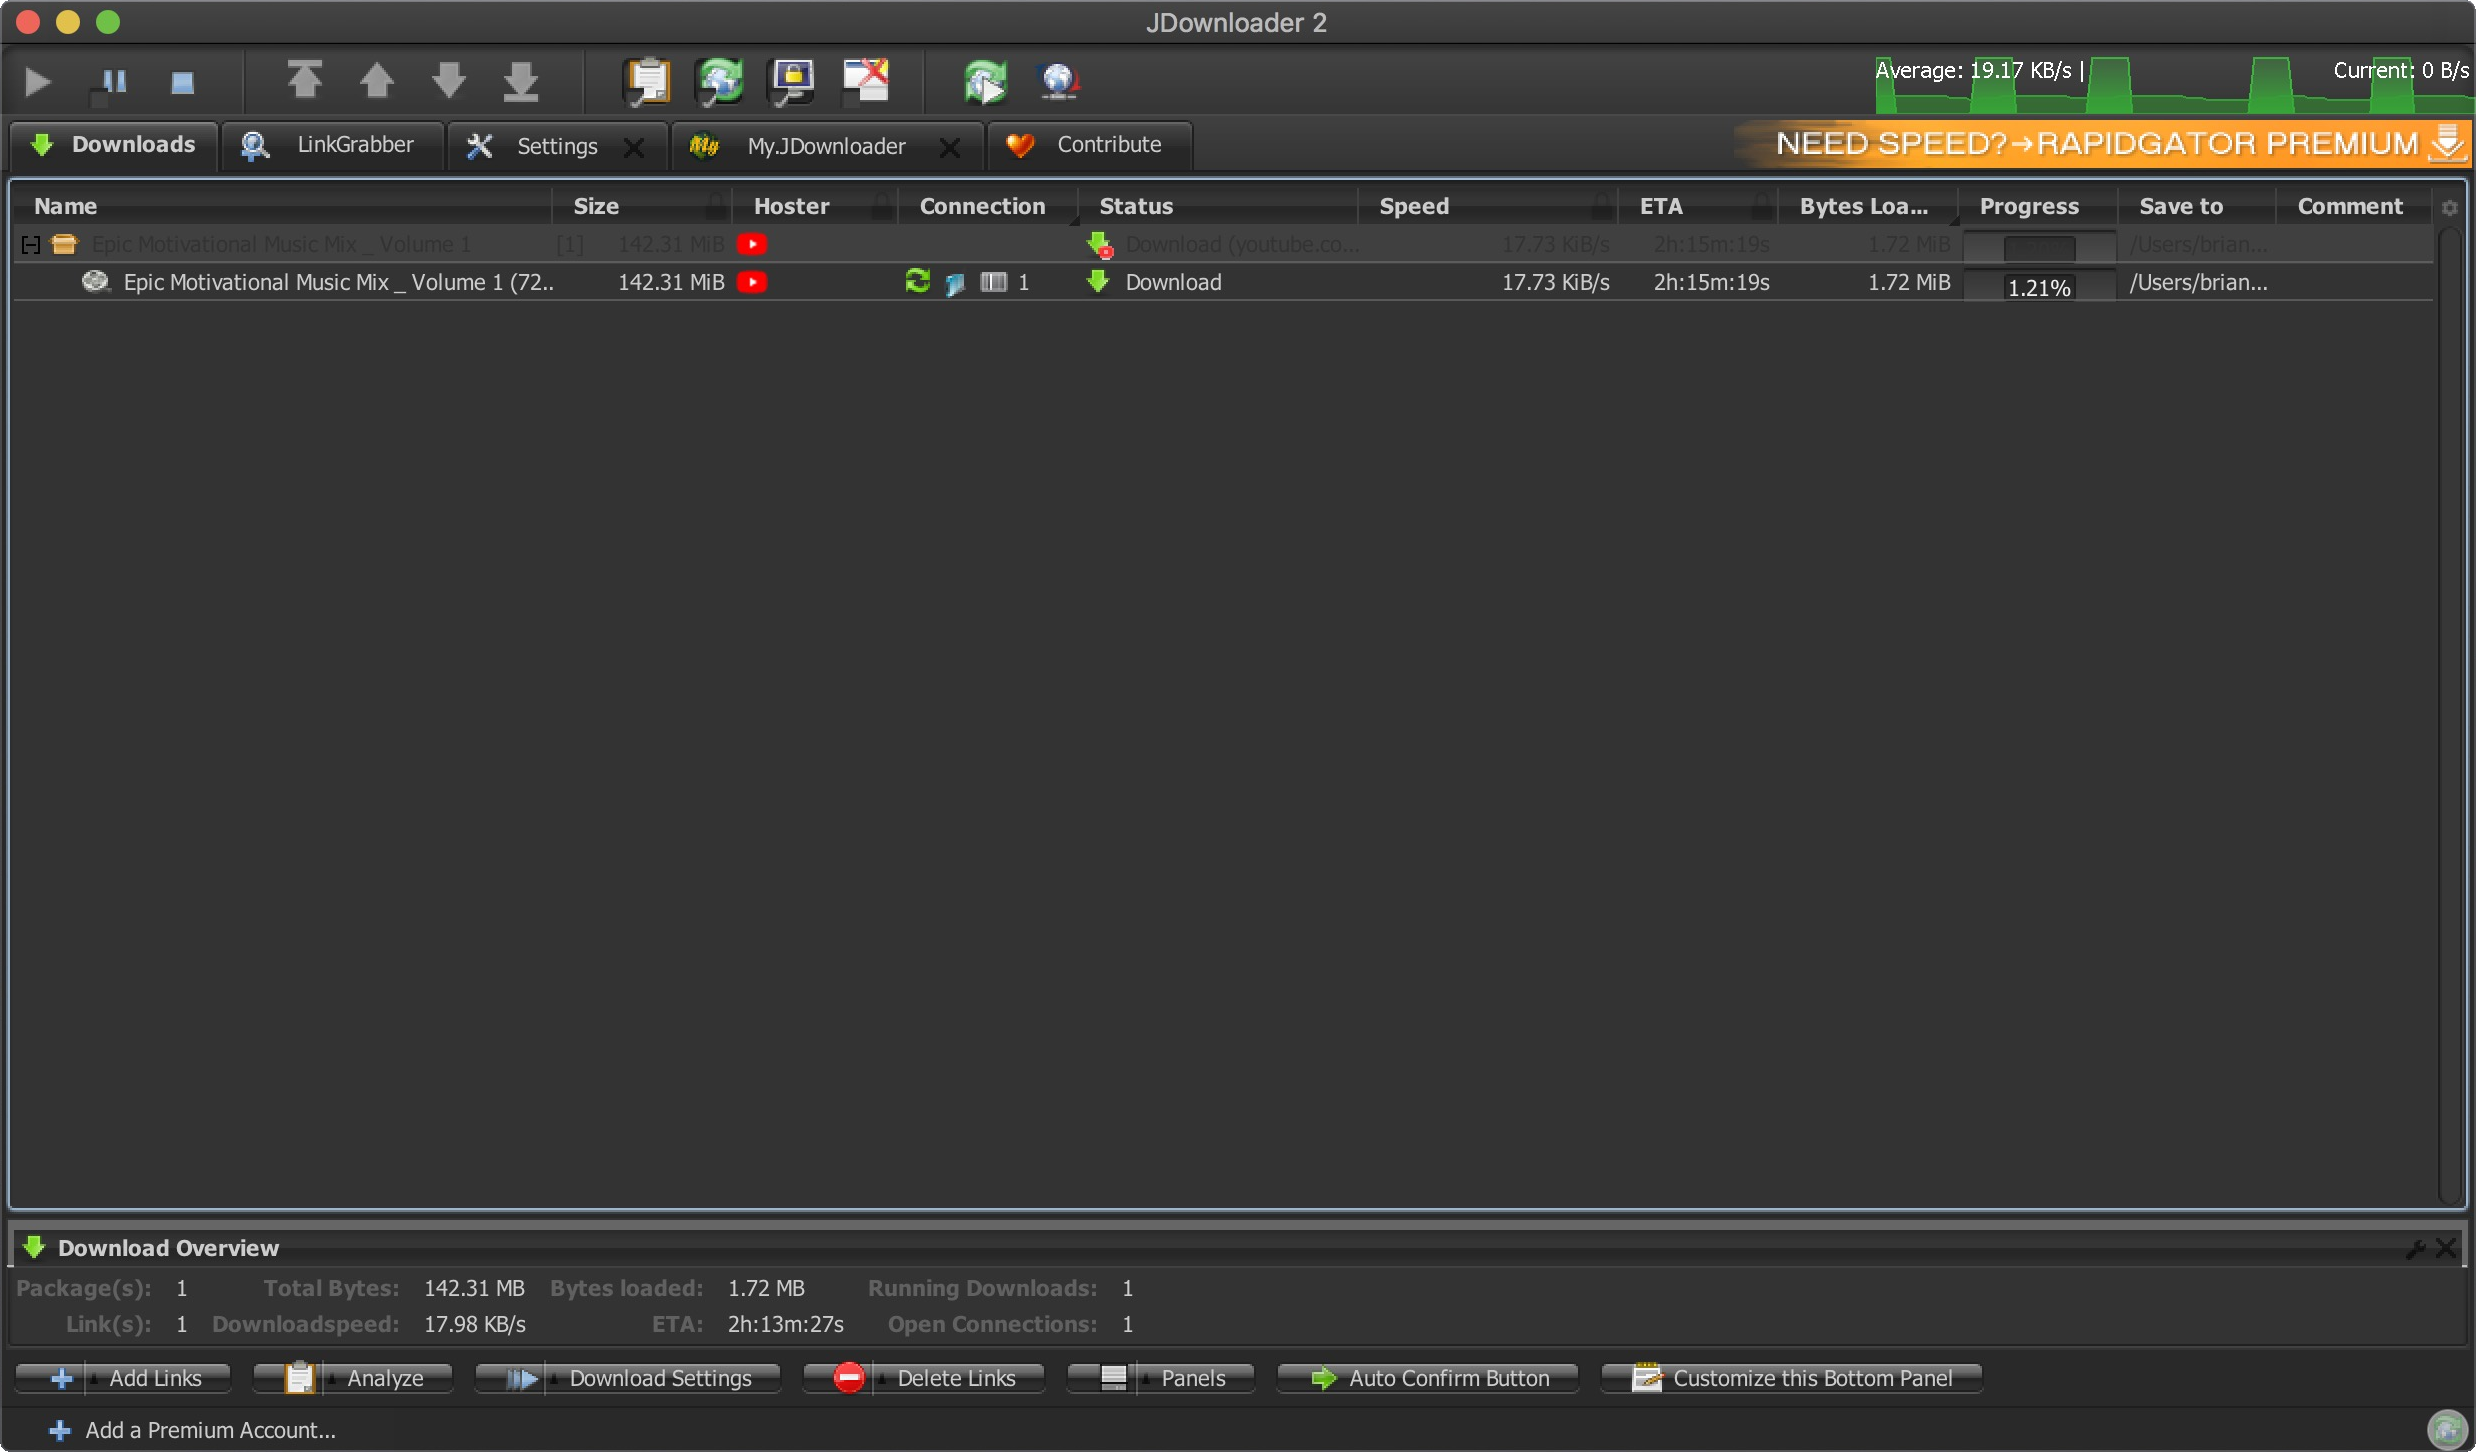 JDownloader 2
Average: 19.17 KB/s | Current: 0 B/s
Downloads LinkGrabber Settings My.JDownloader Contribute
NEED SPEED?→RAPIDGATOR PREMIUM
Name Size Hoster Connection Status Speed ETA Bytes Loa... Progress Save to Comment
Epic Motivational Music Mix _ Volume 1 [1] 142.31 MiB Download (youtube.co... 17.73 KiB/s 2h:15m:19s 1.72 MiB /Users/brian...
Epic Motivational Music Mix _ Volume 1 (72.. 142.31 MiB 1 Download 17.73 KiB/s 2h:15m:19s 1.72 MiB 1.21% /Users/brian...
Download Overview
Package(s): 1 Total Bytes: 142.31 MB Bytes loaded: 1.72 MB Running Downloads: 1
Link(s): 1 Downloadspeed: 17.98 KB/s ETA: 2h:13m:27s Open Connections: 1
Add Links Analyze Download Settings Delete Links Panels Auto Confirm Button Customize this Bottom Panel
Add a Premium Account...